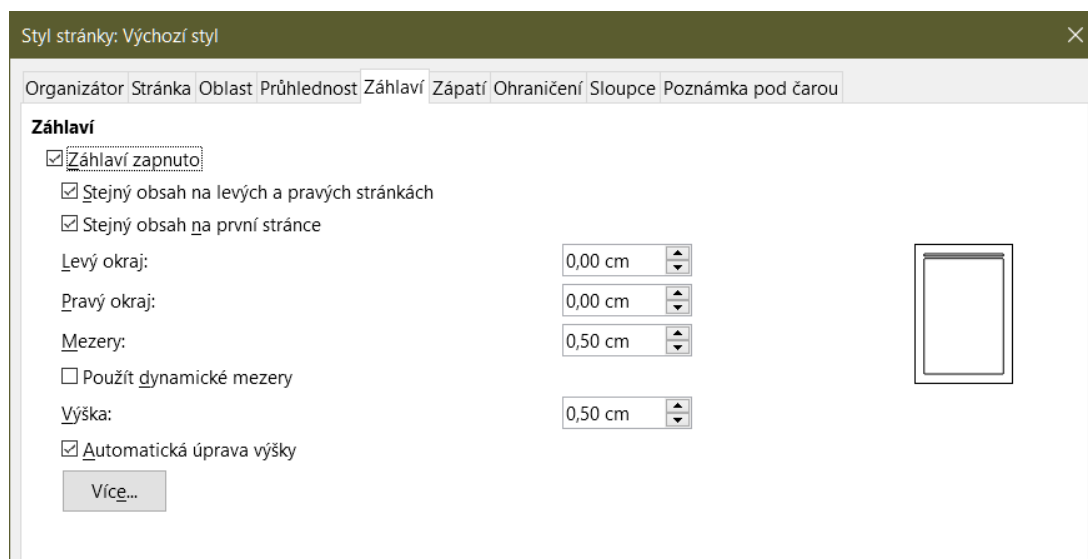 Styl stránky: Výchozí styl
Organizátor Stránka Oblast Průhlednost Záhlaví Zápatí Ohraničení Sloupce Poznámka pod čarou
Záhlaví
Záhlaví zapnuto
Stejný obsah na levých a pravých stránkách
Stejný obsah na první stránce
Levý okraj: 0,00 cm
Pravý okraj: 0,00 cm
Mezery: 0,50 cm
Použít dynamické mezery
Výška: 0,50 cm
Automatická úprava výšky
Více...